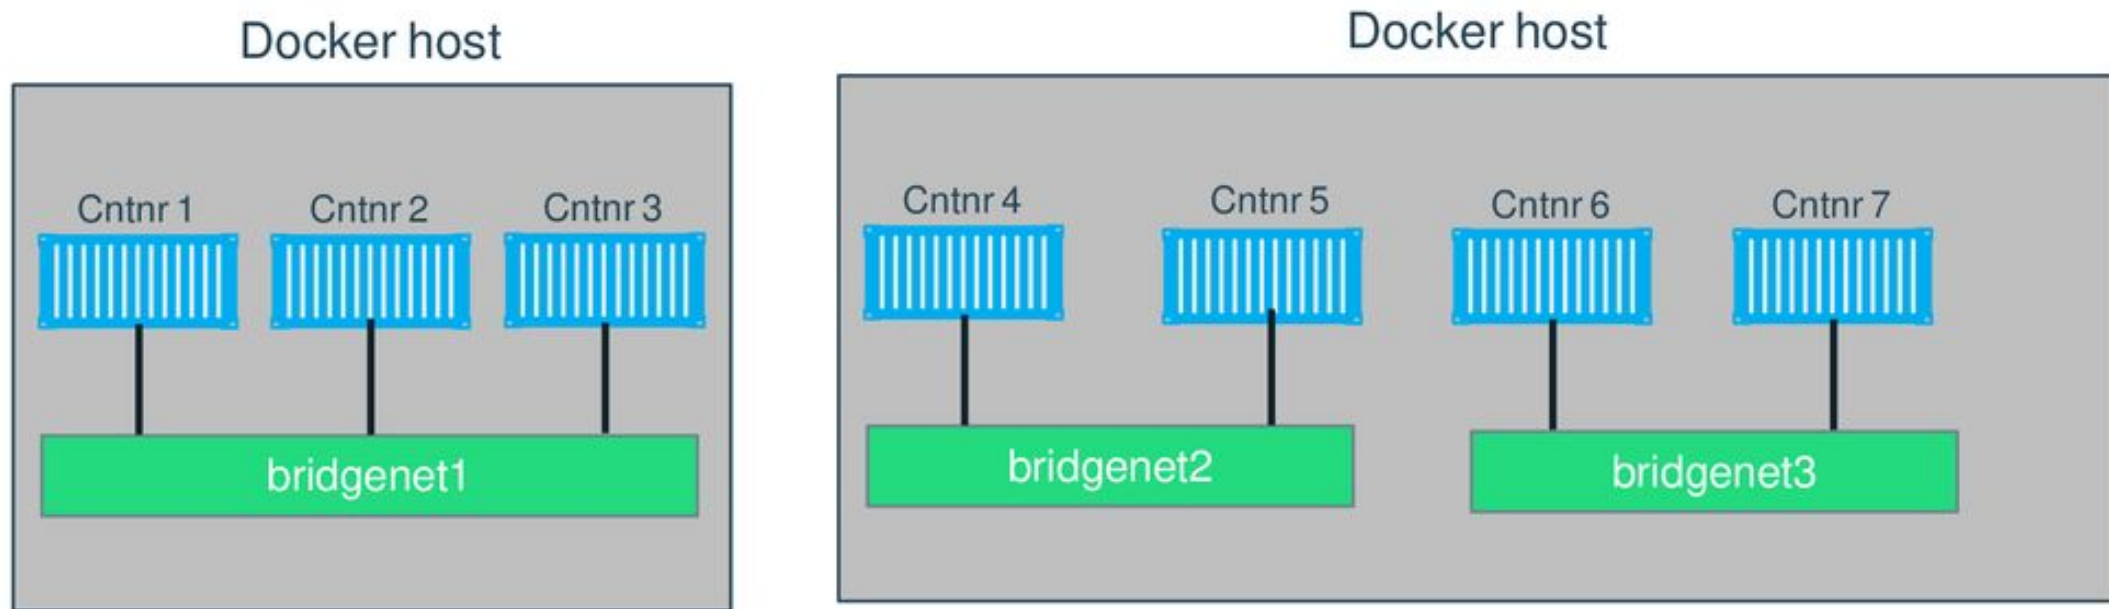 Docker host
Cntnr 1
Cntnr 2
Cntnr 3
bridgenet1
Docker host
Cntnr 4
Cntnr 5
Cntnr 6
Cntnr 7
bridgenet2
bridgenet3